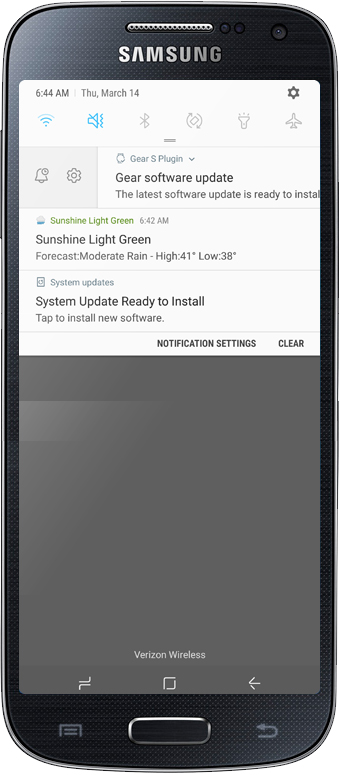 SAMSUNG
6:44 AM | Thu, March 14
Gear S Plugin
Gear software update
The latest software update is ready to instal
Sunshine Light Green 6:42 AM
Sunshine Light Green
Forecast:Moderate Rain - High:41° Low:38°
System updates
System Update Ready to Install
Tap to install new software.
NOTIFICATION SETTINGS CLEAR
Verizon Wireless